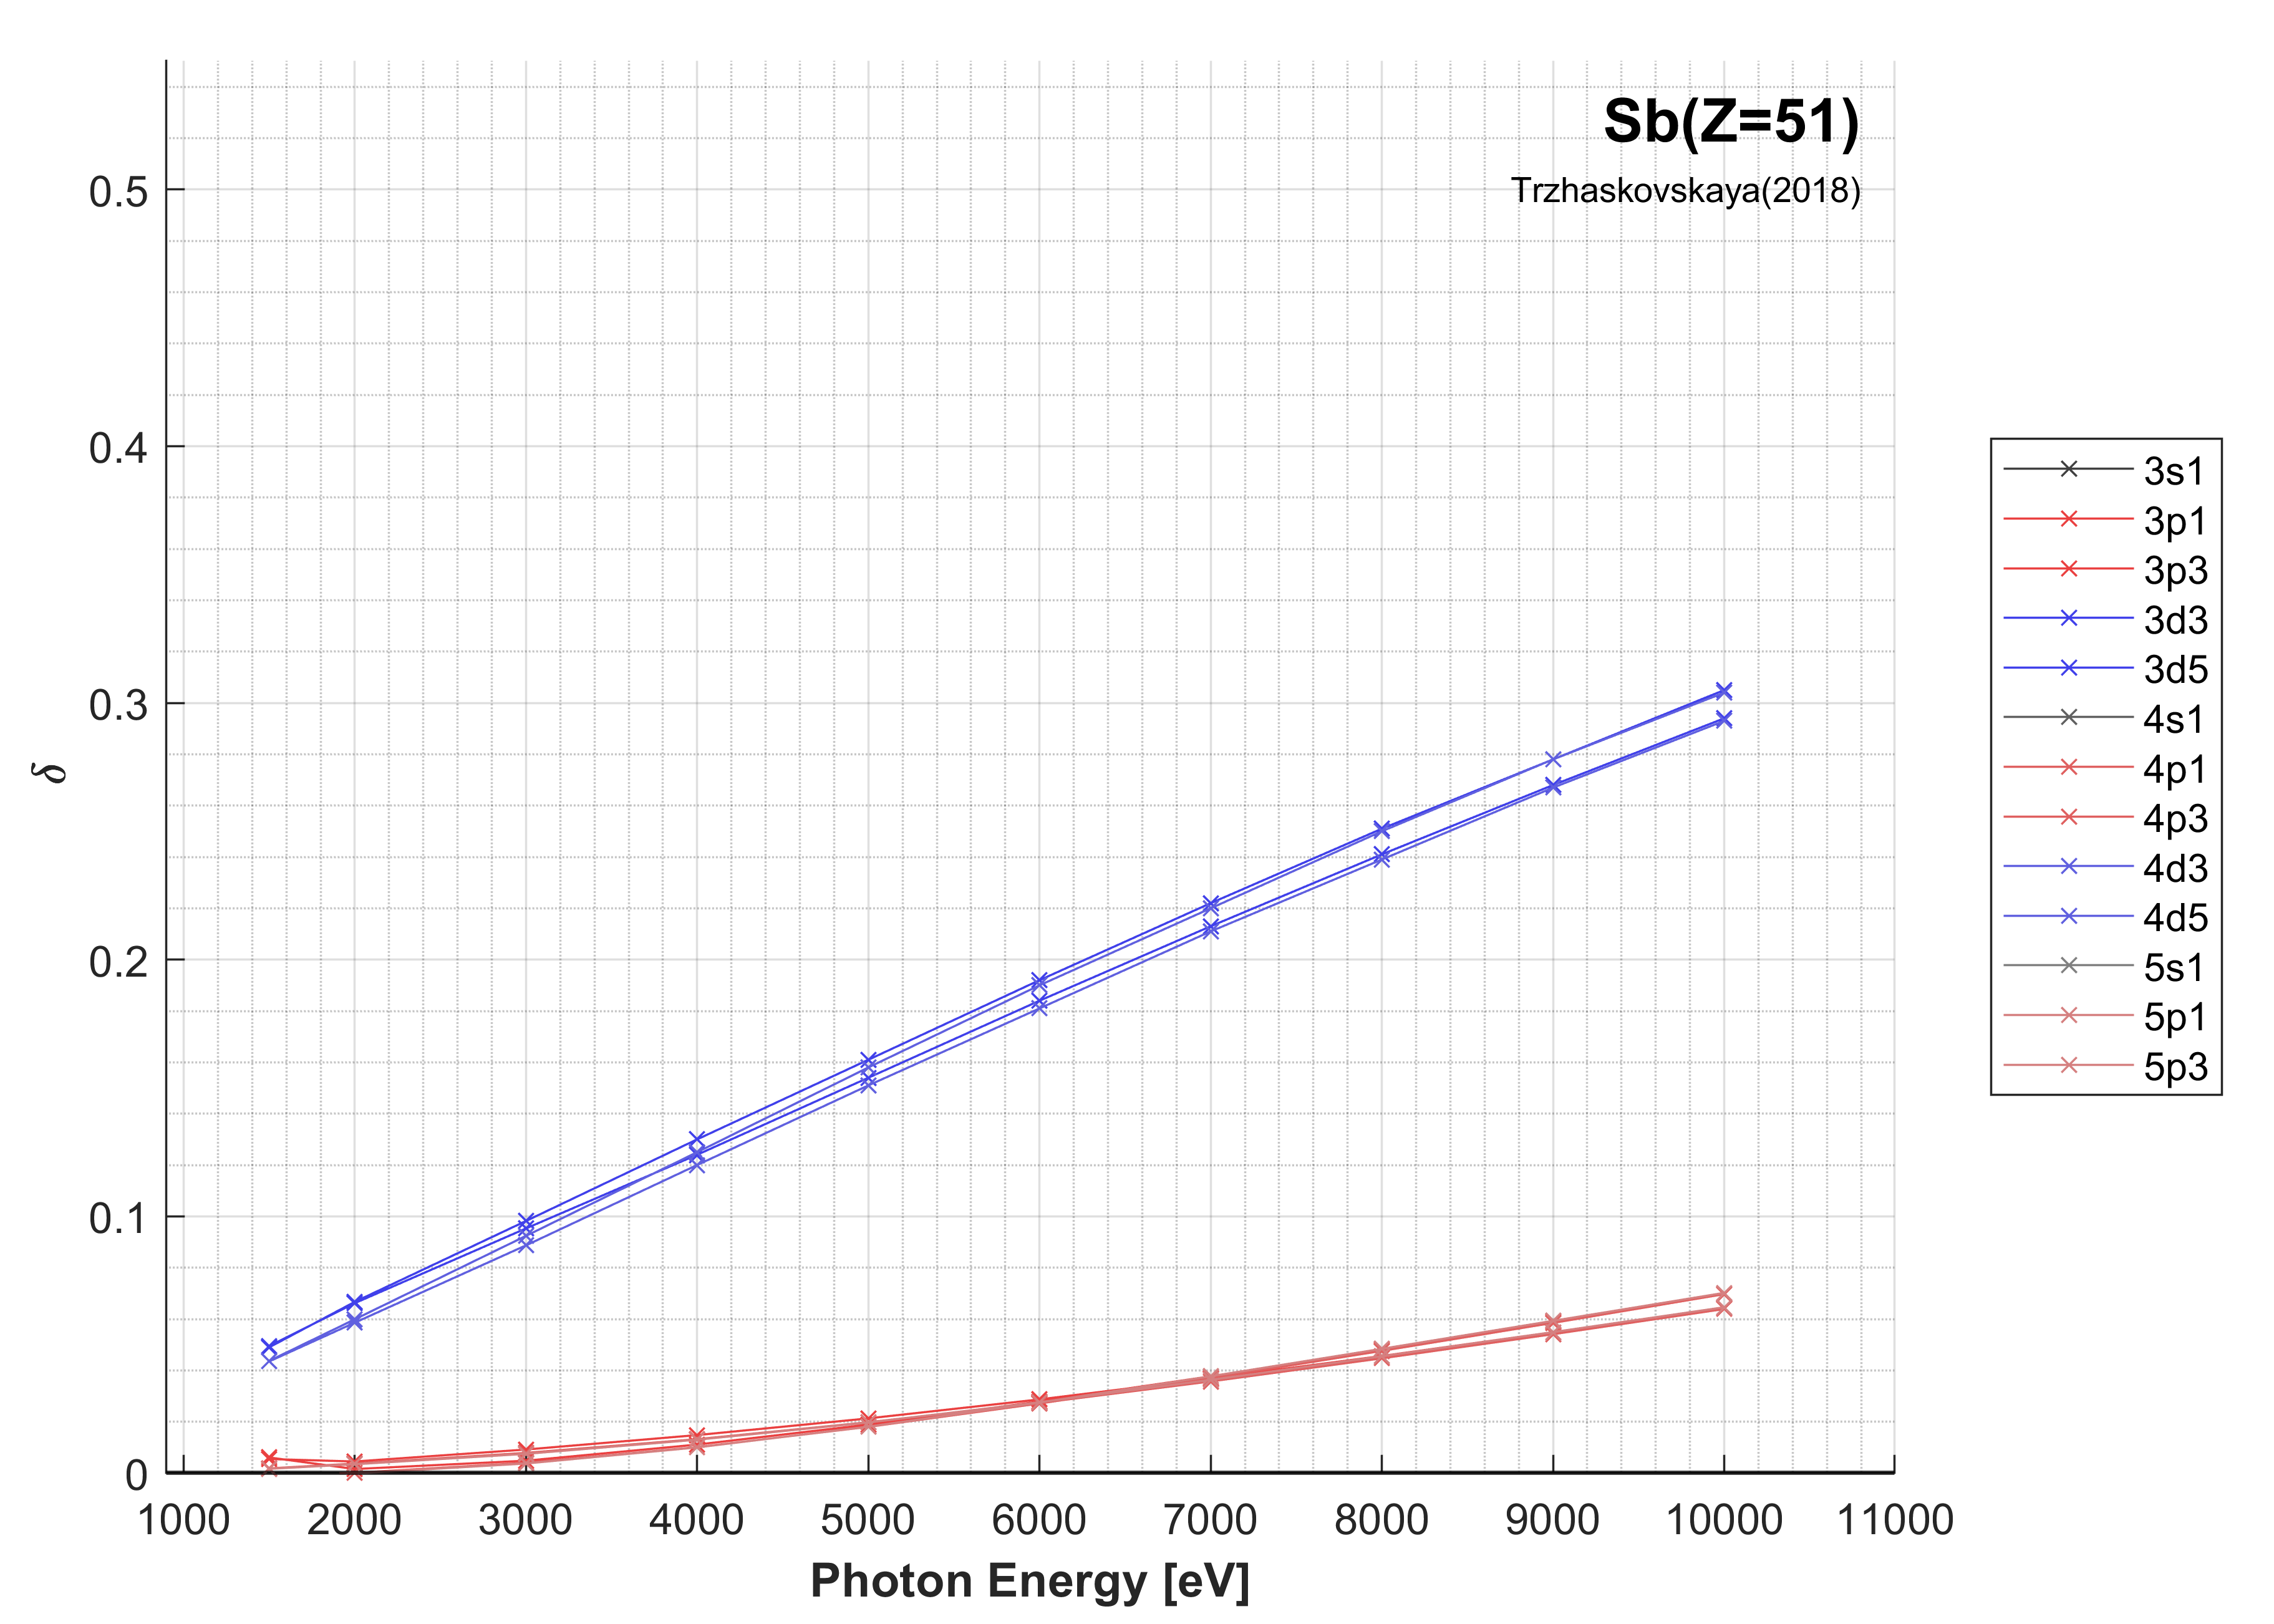 Sb(Z=51)
Trzhaskovskaya(2018)
0.5
0.4
0.3
0.2
0.1
0
δ
1000 2000 3000 4000 5000 6000 7000 8000 9000 10000 11000
Photon Energy [eV]
3s1
3p1
3p3
3d3
3d5
4s1
4p1
4p3
4d3
4d5
5s1
5p1
5p3